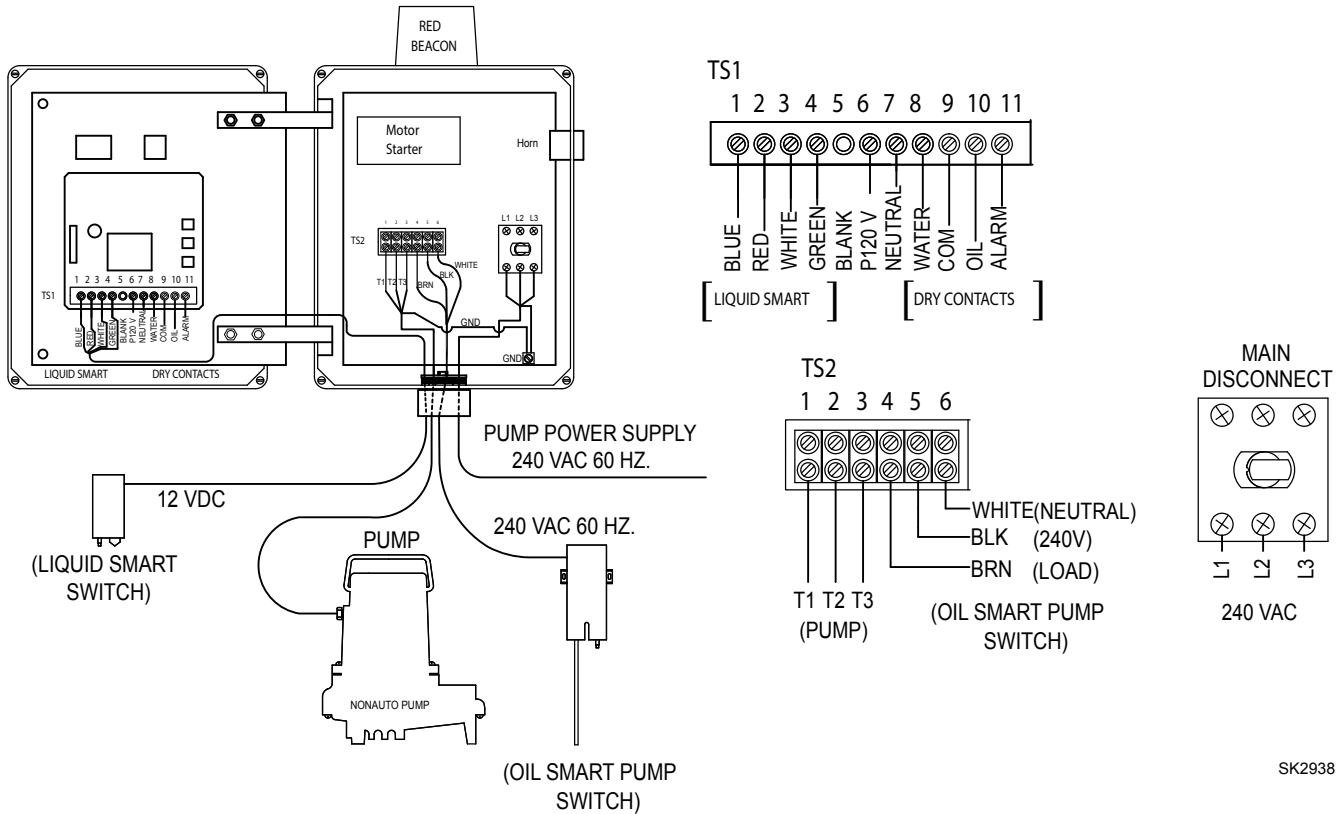 RED
BEACON
Motor
Starter
Horn
1 2 3 4 5 6
TS2
L1 L2 L3
WHITE
BLK
T1 T2 T3
BRN
GND
GND
1 2 3 4 5 6 7 8 9 10 11
TS1
BLUE
RED
WHITE
GREEN
BLANK
P120 V
NEUTRAL
WATER
COM
OIL
ALARM
LIQUID SMART DRY CONTACTS
PUMP POWER SUPPLY
240 VAC 60 HZ.
12 VDC
(LIQUID SMART
SWITCH)
PUMP
240 VAC 60 HZ.
NONAUTO PUMP
(OIL SMART PUMP
SWITCH)
TS1
1 2 3 4 5 6 7 8 9 10 11
BLUE
RED
WHITE
GREEN
BLANK
P120 V
NEUTRAL
WATER
COM
OIL
ALARM
[LIQUID SMART] [DRY CONTACTS]
TS2
1 2 3 4 5 6
WHITE(NEUTRAL)
BLK (240V)
BRN (LOAD)
T1 T2 T3
(PUMP)
(OIL SMART PUMP
SWITCH)
MAIN
DISCONNECT
L1
L2
L3
240 VAC
SK2938